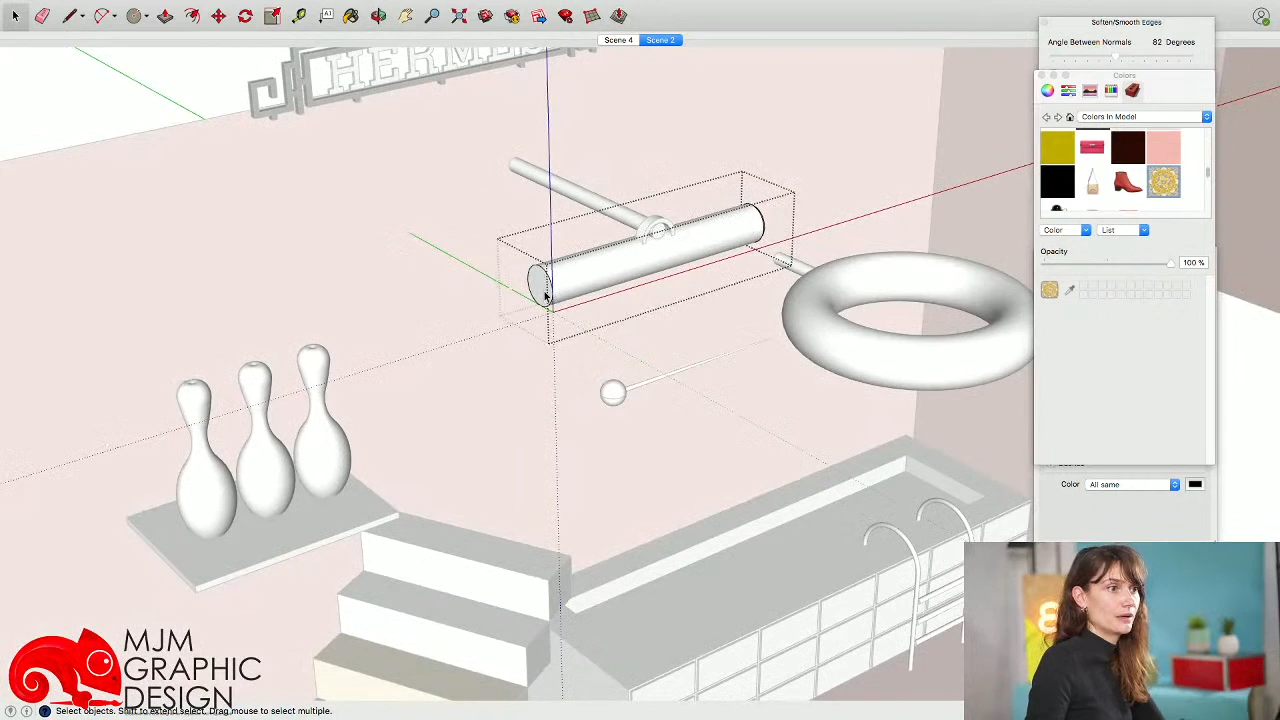 Soften/Smooth Edges
Scene 4
Scene 2
Angle Between Normals 82 Degrees
HERMES
Colors
Colors In Model
Color
List
Opacity
100 %
Color
All same
MJM
GRAPHIC
DESIGN
Select objects. Shift to extend select. Drag mouse to select multiple.